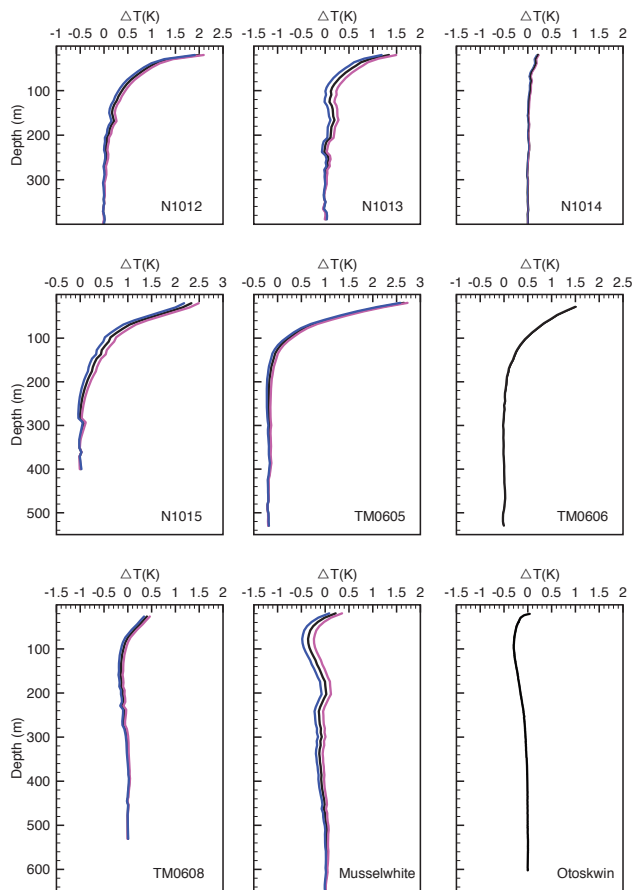 △T(K) △T(K) △T(K)
-1 -0.5 0 0.5 1 1.5 2 2.5 -1.5 -1 -0.5 0 0.5 1 1.5 2 -1.5 -1 -0.5 0 0.5 1 1.5 2
Depth (m)
100
200
300
N1012 N1013 N1014
△T(K) △T(K) △T(K)
-0.5 0 0.5 1 1.5 2 2.5 3 -0.5 0 0.5 1 1.5 2 2.5 3 -1 -0.5 0 0.5 1 1.5 2 2.5
Depth (m)
100
200
300
400
500
N1015 TM0605 TM0606
△T(K) △T(K) △T(K)
-1.5 -1 -0.5 0 0.5 1 1.5 2 -1.5 -1 -0.5 0 0.5 1 1.5 2 -1.5 -1 -0.5 0 0.5 1 1.5 2
Depth (m)
100
200
300
400
500
600
TM0608 Musselwhite Otoskwin